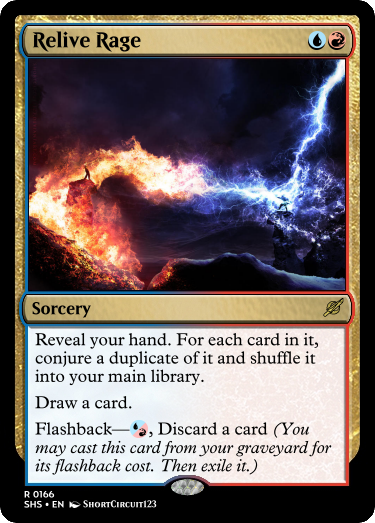 Relive Rage
Sorcery
Reveal your hand. For each card in it,
conjure a duplicate of it and shuffle it
into your main library.
Draw a card.
Flashback—, Discard a card (You
may cast this card from your graveyard for
its flashback cost. Then exile it.)
R 0166
SHS • EN ShortCircuit123